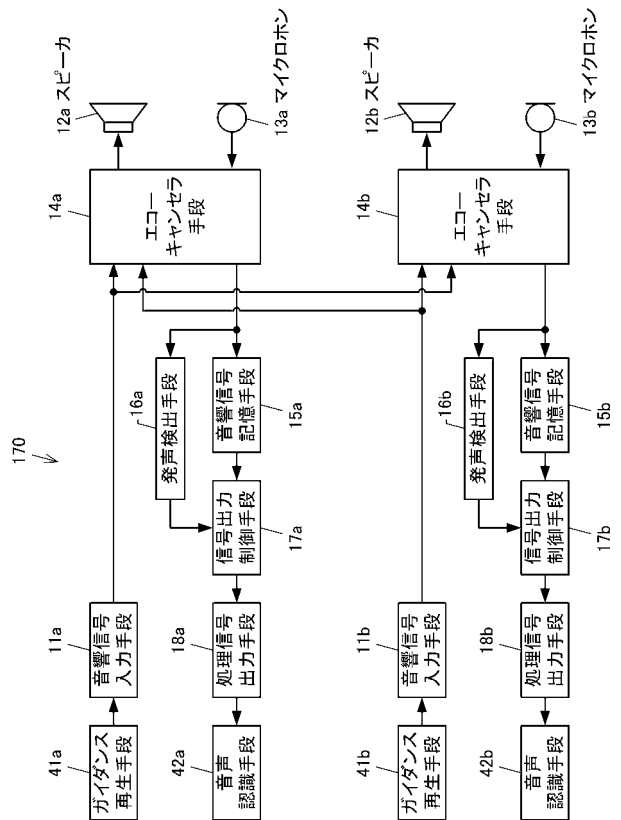 170
41a
ガイダンス
再生手段
11a
音響信号
入力手段
14a
エコー
キャンセラ
手段
12a スピーカ
13a マイクロホン
16a
発声検出手段
42a
音声
認識手段
18a
処理信号
出力手段
信号出力
制御手段
17a
音響信号
記憶手段
15a
41b
ガイダンス
再生手段
11b
音響信号
入力手段
14b
エコー
キャンセラ
手段
12b スピーカ
13b マイクロホン
16b
発声検出手段
42b
音声
認識手段
18b
処理信号
出力手段
信号出力
制御手段
17b
音響信号
記憶手段
15b